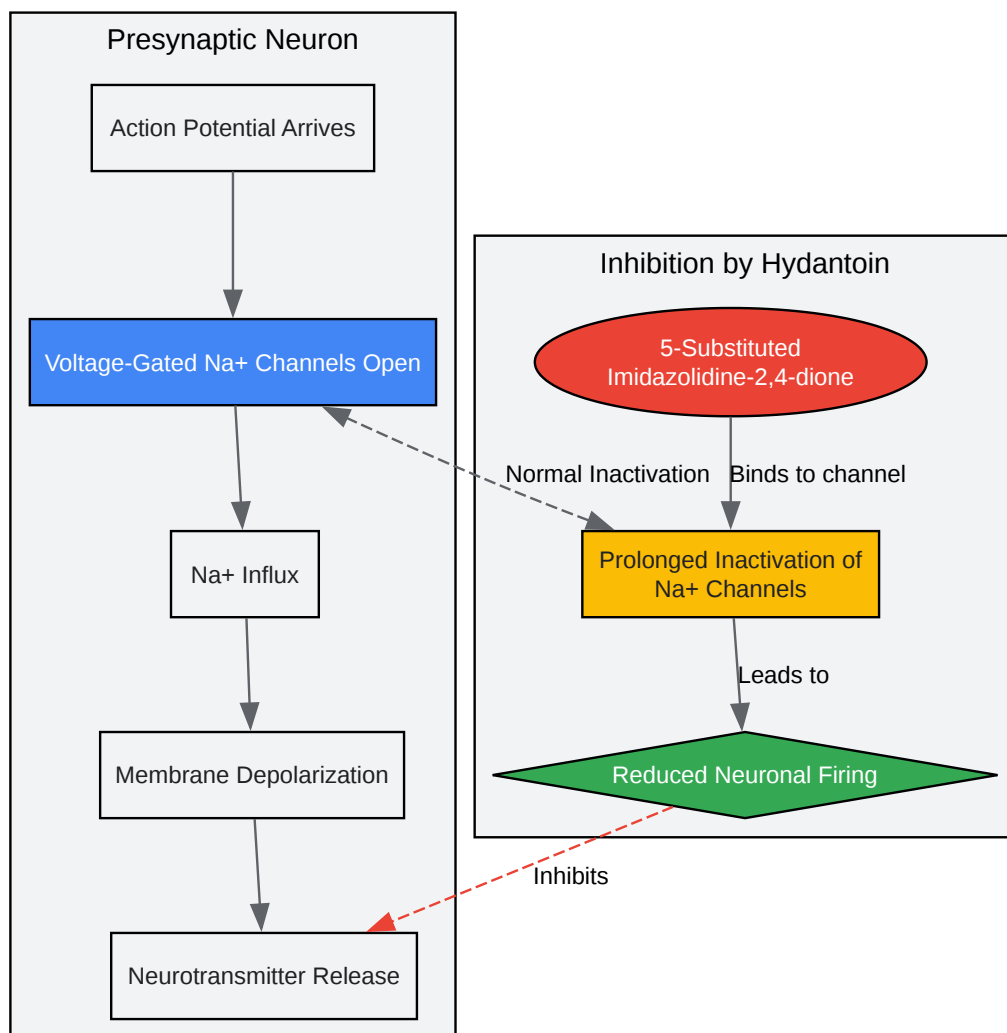 Presynaptic Neuron
Action Potential Arrives
Voltage-Gated Na+ Channels Open
Na+ Influx
Membrane Depolarization
Neurotransmitter Release
Inhibition by Hydantoin
5-Substituted
Imidazolidine-2,4-dione
Normal Inactivation
Binds to channel
Prolonged Inactivation of
Na+ Channels
Leads to
Reduced Neuronal Firing
Inhibits